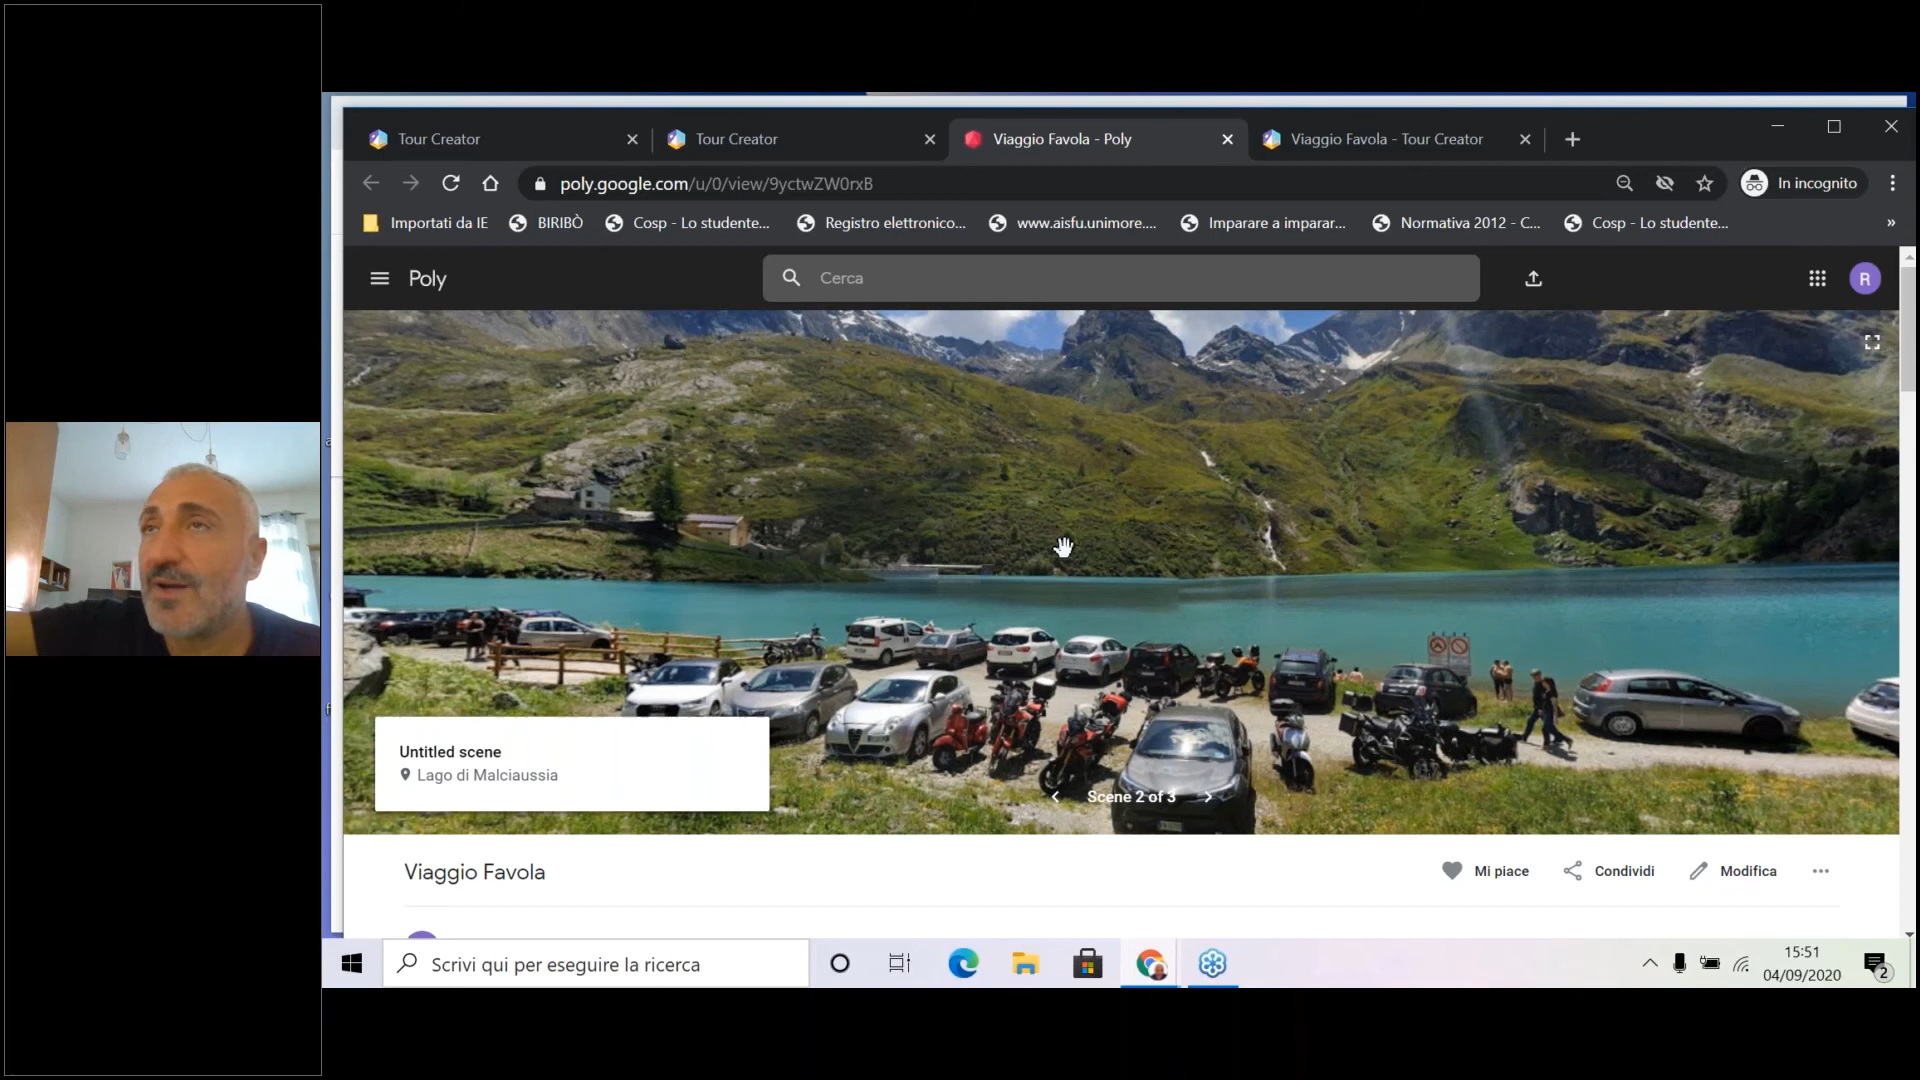 Tour Creator
Tour Creator
Viaggio Favola - Poly
Viaggio Favola - Tour Creator
poly.google.com/u/0/view/9yctwZW0rxB
In incognito
Importati da IE
BIRIBÒ
Cosp - Lo studente...
Registro elettronico...
www.aisfu.unimore....
Imparare a imparar...
Normativa 2012 - C...
Cosp - Lo studente...
»
Poly
Cerca
R
Untitled scene
Lago di Malciaussia
Scene 2 of 3
Viaggio Favola
Mi piace
Condividi
Modifica
Scrivi qui per eseguire la ricerca
15:51
04/09/2020
2